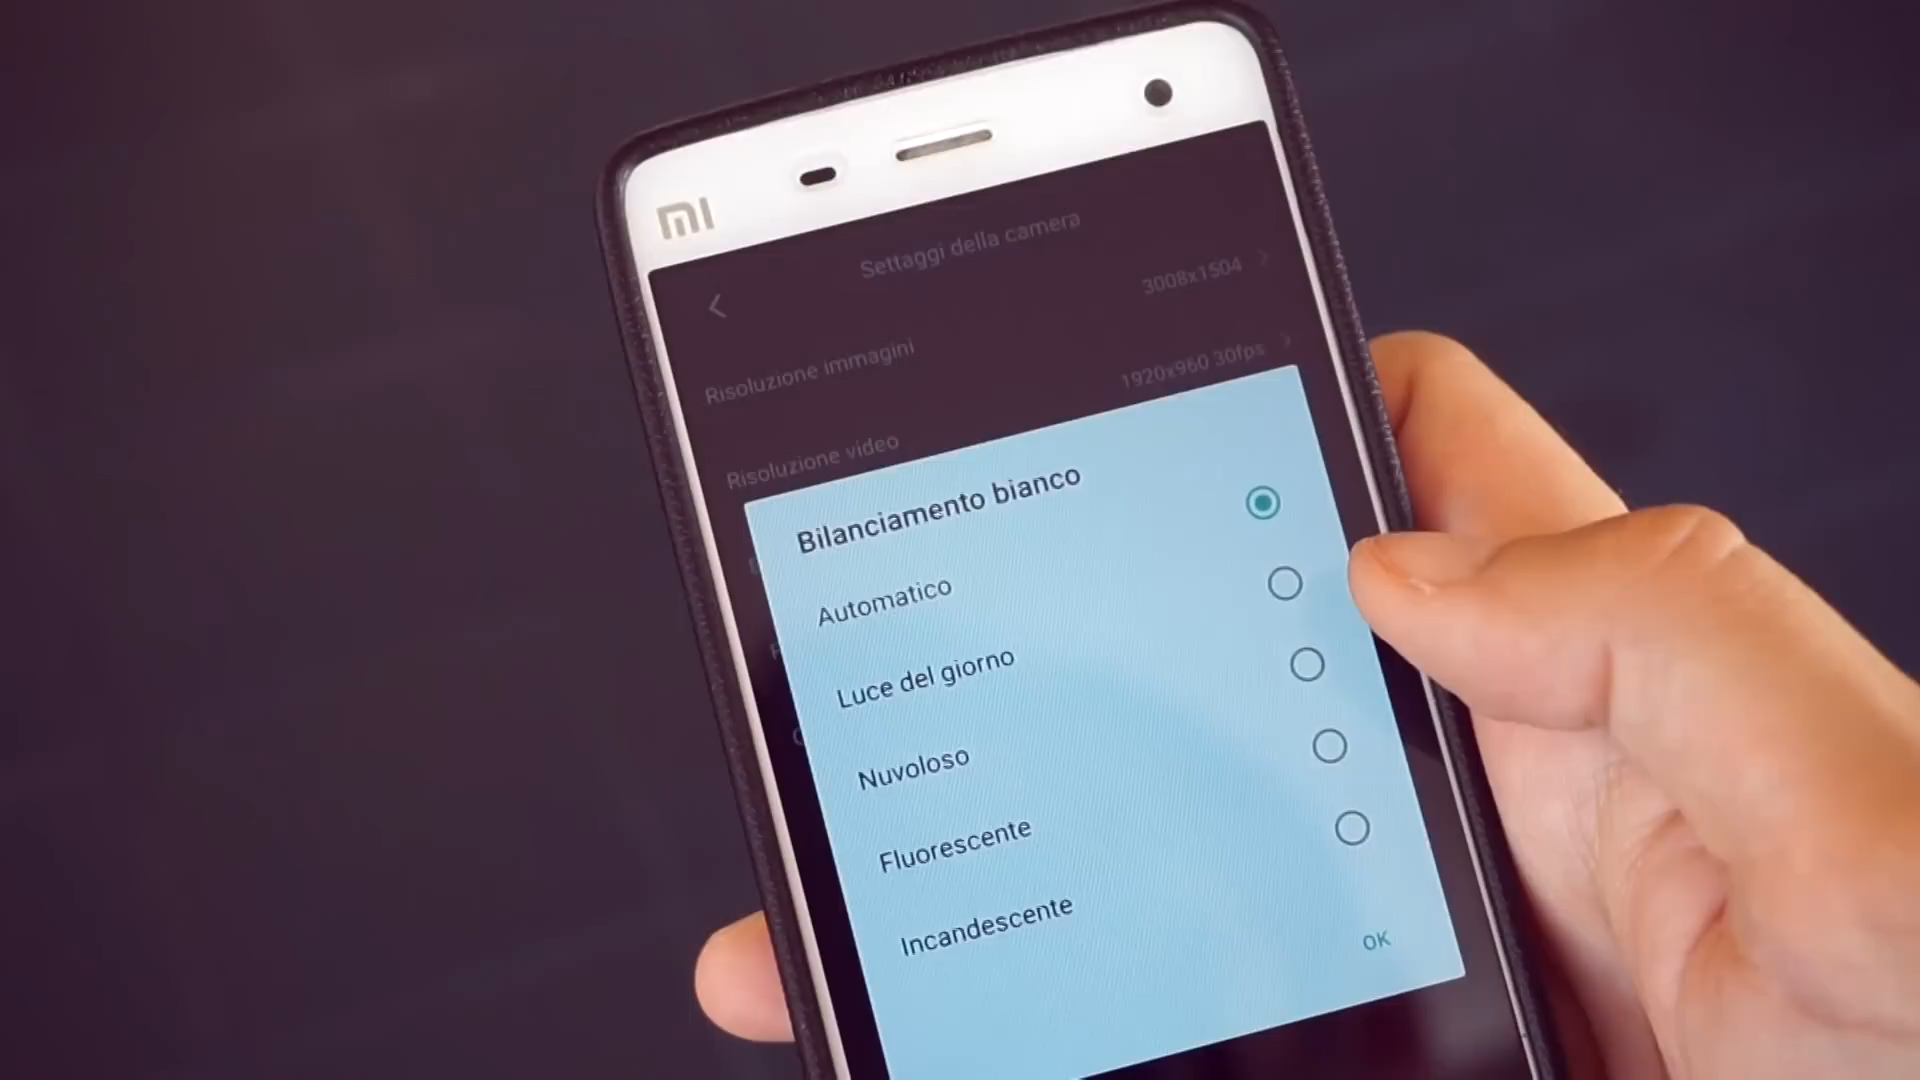 MI
Settaggi della camera
Risoluzione immagini 3008x1504
Risoluzione video 1920x960 30fps
Bilanciamento bianco
Automatico
Luce del giorno
Nuvoloso
Fluorescente
Incandescente
OK